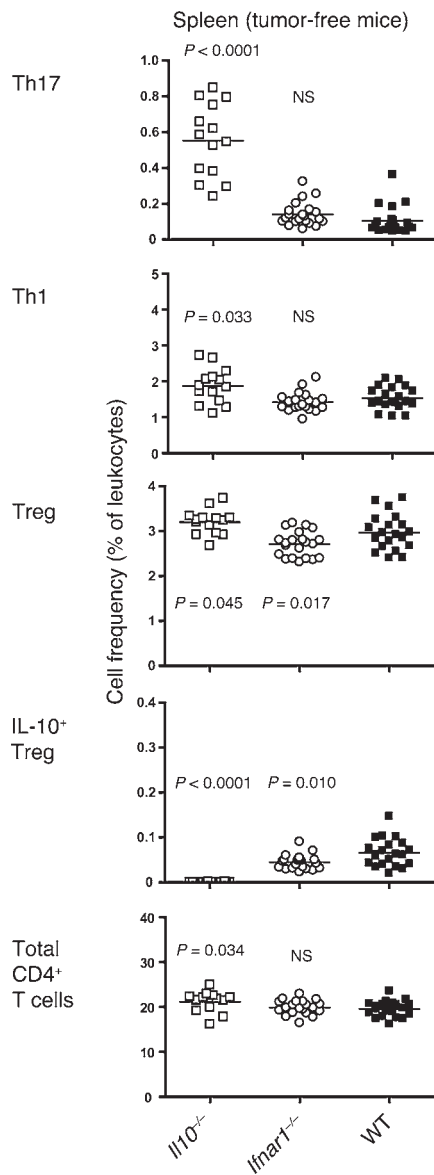 Spleen (tumor-free mice)
Cell frequency (% of leukocytes)
Th17
P < 0.0001
NS
1.0
0.8
0.6
0.4
0.2
0
Th1
P = 0.033
NS
5
4
3
2
1
0
Treg
4
3
2
1
0
P = 0.045
P = 0.017
IL-10⁺
Treg
0.4
0.3
0.2
0.1
0
P < 0.0001
P = 0.010
Total
CD4⁺
T cells
40
30
20
10
0
P = 0.034
NS
Il10⁻/⁻
Ifnar1⁻/⁻
WT